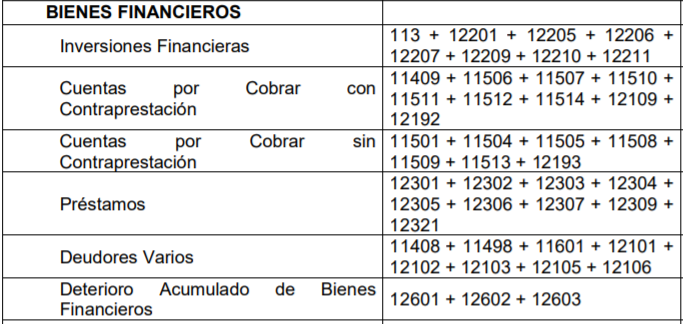 BIENES FINANCIEROS
Inversiones Financieras
113 + 12201 + 12205 + 12206 +
12207 + 12209 + 12210 + 12211
Cuentas por Cobrar con
Contraprestación
11409 + 11506 + 11507 + 11510 +
11511 + 11512 + 11514 + 12109 +
12192
Cuentas por Cobrar sin
Contraprestación
11501 + 11504 + 11505 + 11508 +
11509 + 11513 + 12193
Préstamos
12301 + 12302 + 12303 + 12304 +
12305 + 12306 + 12307 + 12309 +
12321
Deudores Varios
11408 + 11498 + 11601 + 12101 +
12102 + 12103 + 12105 + 12106
Deterioro Acumulado de Bienes
Financieros
12601 + 12602 + 12603